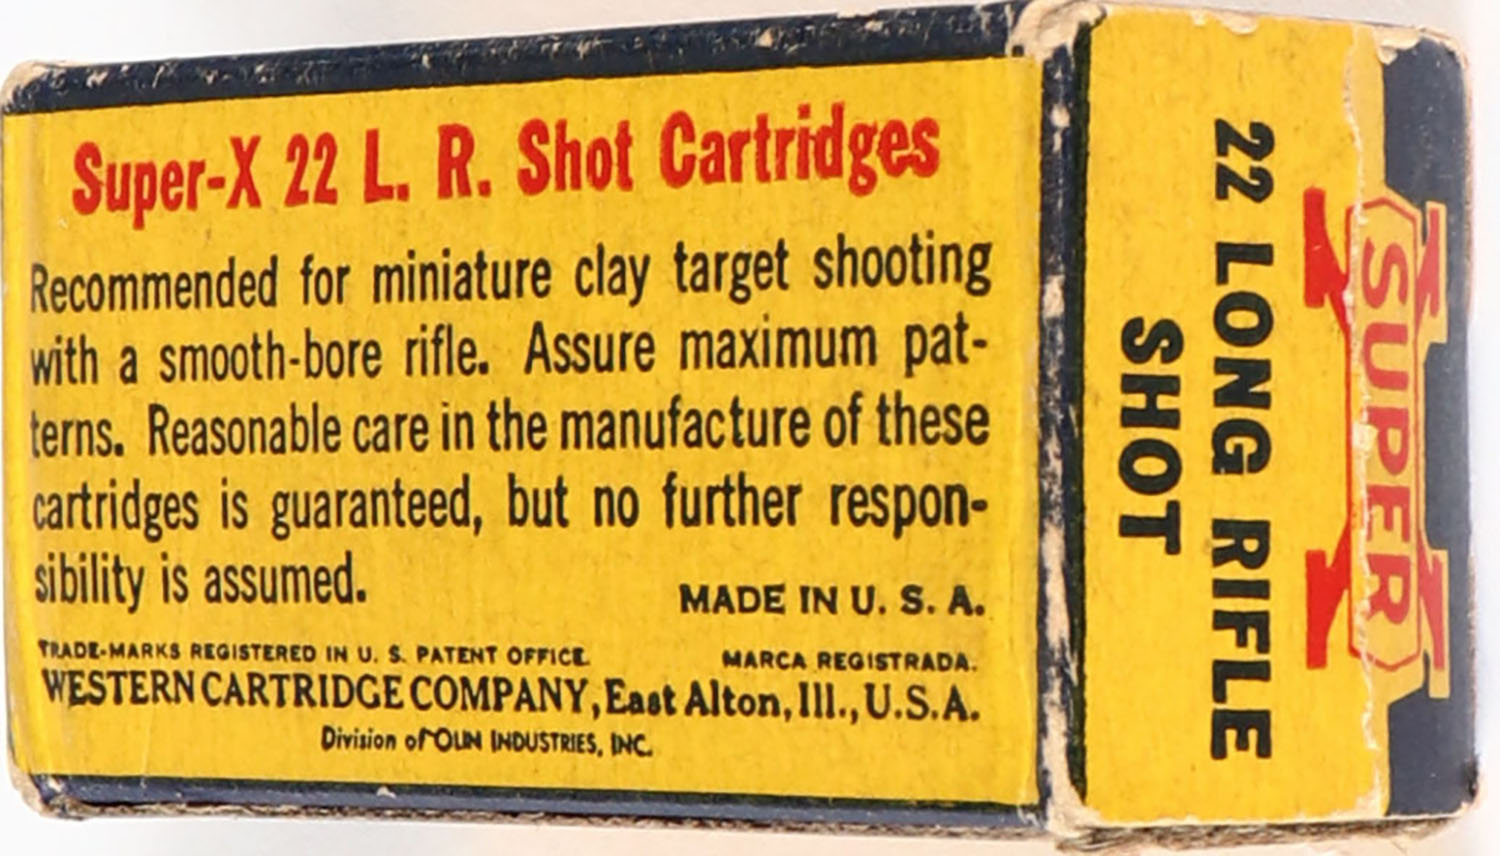 Super-X 22 L. R. Shot Cartridges
Recommended for miniature clay target shooting
with a smooth-bore rifle. Assure maximum pat-
terns. Reasonable care in the manufacture of these
cartridges is guaranteed, but no further respon-
sibility is assumed.
MADE IN U. S. A.
TRADE-MARKS REGISTERED IN U. S. PATENT OFFICE.
MARCA REGISTRADA.
WESTERN CARTRIDGE COMPANY, East Alton, Ill., U.S.A.
Division of OLIN INDUSTRIES, INC.
SUPER X
22 LONG RIFLE
SHOT